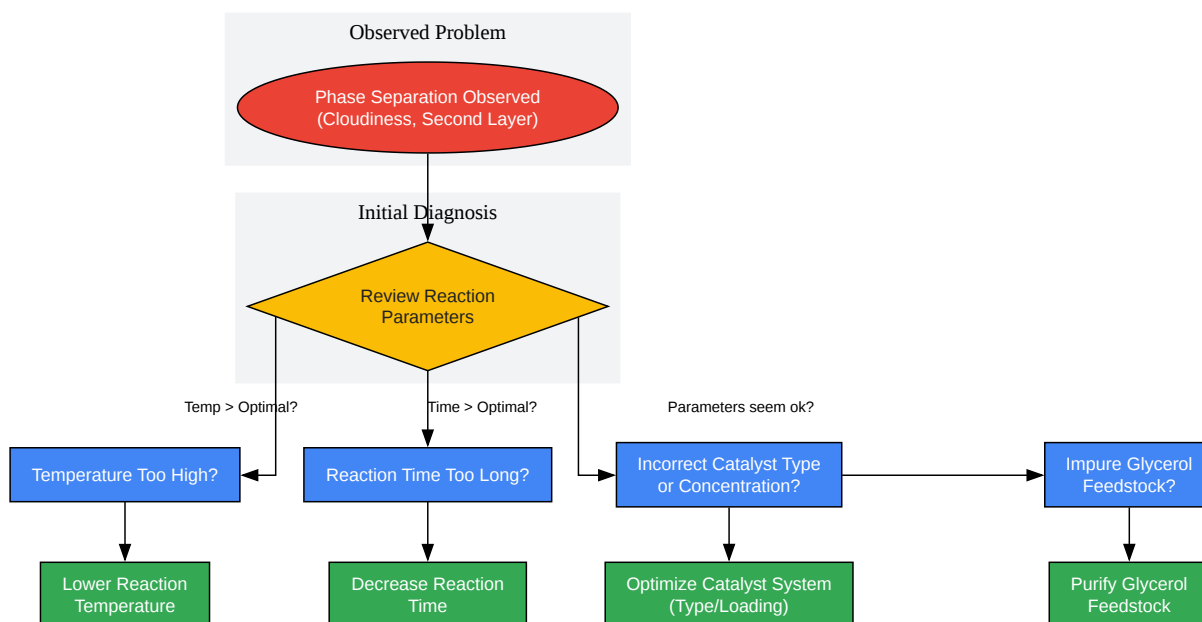 Observed Problem
Phase Separation Observed
(Cloudiness, Second Layer)
Initial Diagnosis
Review Reaction
Parameters
Temp > Optimal?
Time > Optimal?
Parameters seem ok?
Temperature Too High?
Reaction Time Too Long?
Incorrect Catalyst Type
or Concentration?
Impure Glycerol
Feedstock?
Lower Reaction
Temperature
Decrease Reaction
Time
Optimize Catalyst System
(Type/Loading)
Purify Glycerol
Feedstock